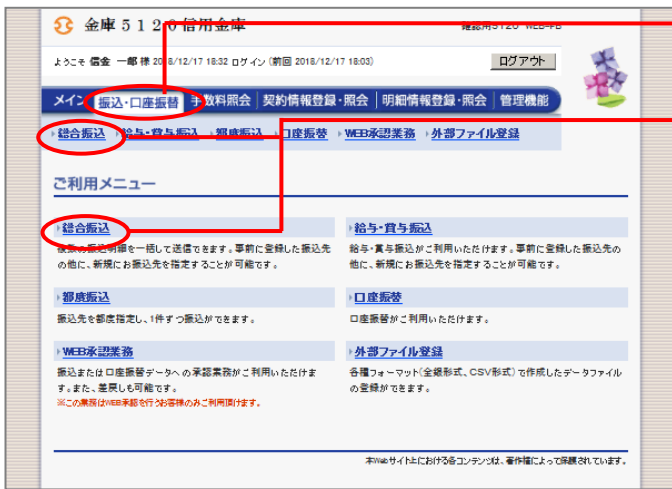 金庫５１２０信用金庫
確認用5120 WEB-FB
ようこそ 信金 一郎 様 2018/12/17 18:32 ログイン (前回 2018/12/17 18:03)
ログアウト
メイン 振込・口座振替 手数料照会 契約情報登録・照会 明細情報登録・照会 管理機能
総合振込 給与・賞与振込 都度振込 口座振替 WEB承認業務 外部ファイル登録
ご利用メニュー
総合振込
複数の振込明細を一括して送信できます。事前に登録した振込先
の他に、新規にお振込先を指定することが可能です。
給与・賞与振込
給与・賞与振込がご利用いただけます。事前に登録した振込先の
他に、新規にお振込先を指定することが可能です。
都度振込
振込先を都度指定し、1件ずつ振込ができます。
口座振替
口座振替がご利用いただけます。
WEB承認業務
振込または口座振替データへの承認業務がご利用いただけま
す。また、差戻しも可能です。
※この業務はWEB承認を行うお客様のみご利用頂けます。
外部ファイル登録
各種フォーマット(全銀形式、CSV形式)で作成したデータファイル
の登録ができます。
本Webサイト上における各コンテンツは、著作権によって保護されています。